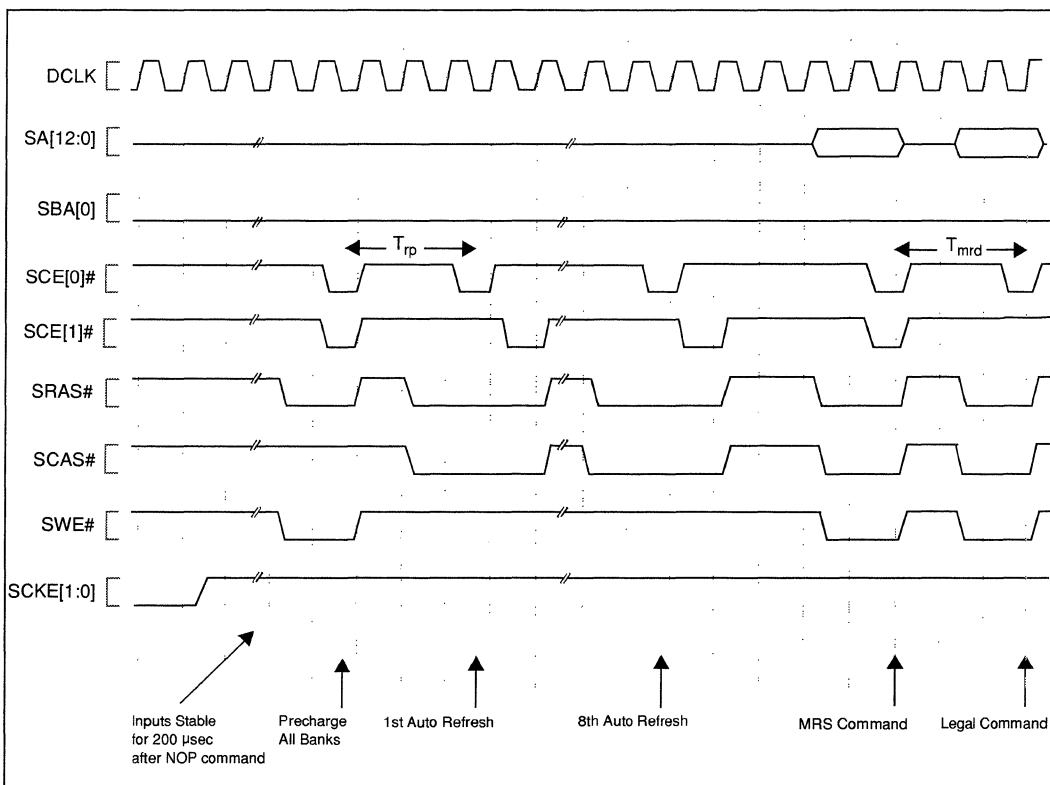 DCLK
SA[12:0]
SBA[0]
T_rp
T_mrd
SCE[0]#
SCE[1]#
SRAS#
SCAS#
SWE#
SCKE[1:0]
Inputs Stable
for 200 µsec
after NOP command
Precharge
All Banks
1st Auto Refresh
8th Auto Refresh
MRS Command
Legal Command